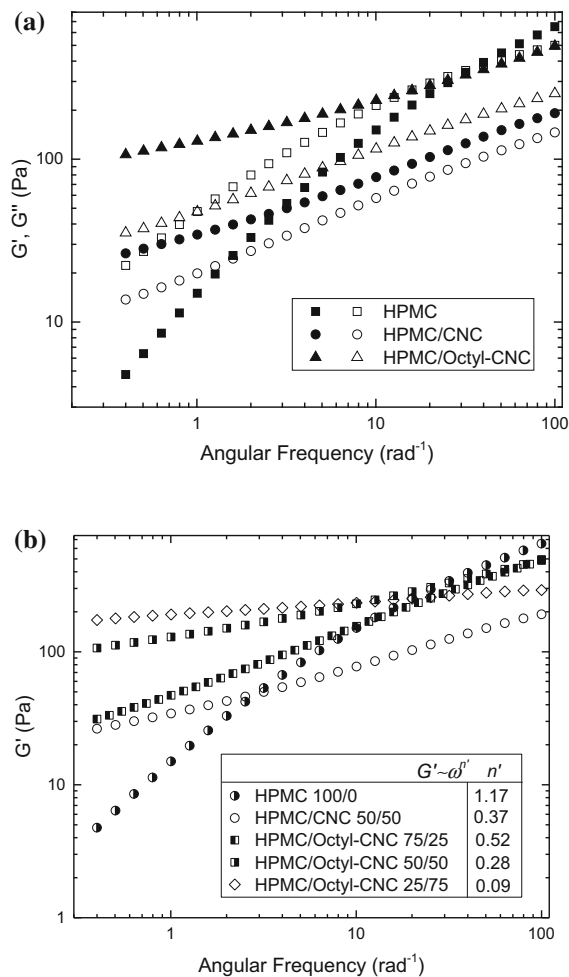 (a)
G', G'' (Pa)
100
10
HPMC
HPMC/CNC
HPMC/Octyl-CNC
1 10 100
Angular Frequency (rad⁻¹)
(b)
G' (Pa)
100
10
1
G'~ωⁿ' n'
HPMC 100/0 1.17
HPMC/CNC 50/50 0.37
HPMC/Octyl-CNC 75/25 0.52
HPMC/Octyl-CNC 50/50 0.28
HPMC/Octyl-CNC 25/75 0.09
1 10 100
Angular Frequency (rad⁻¹)